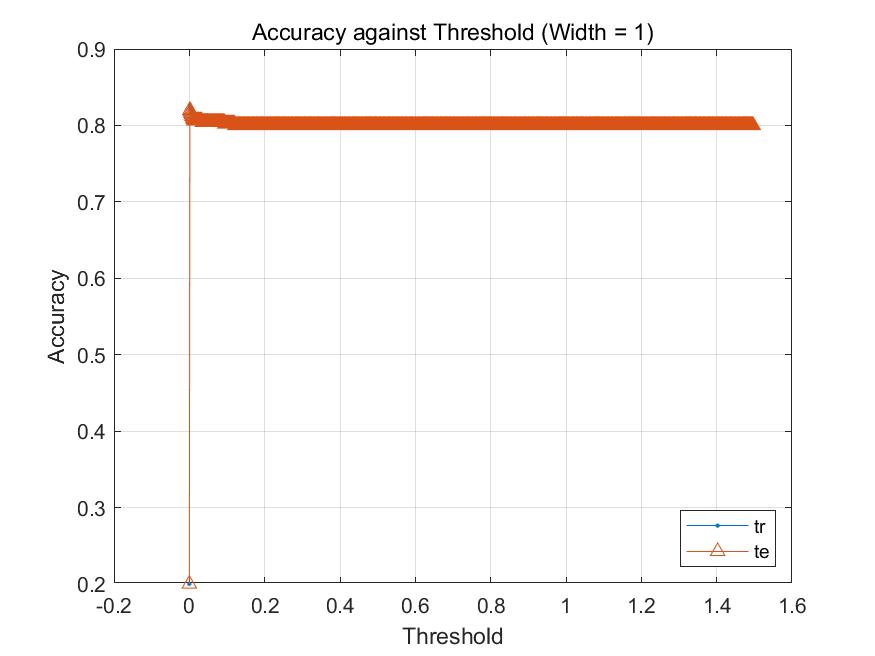 Accuracy against Threshold (Width = 1)
0.9
0.8
0.7
0.6
0.5
0.4
0.3
0.2
Accuracy
-0.2 0 0.2 0.4 0.6 0.8 1 1.2 1.4 1.6
Threshold
tr
te